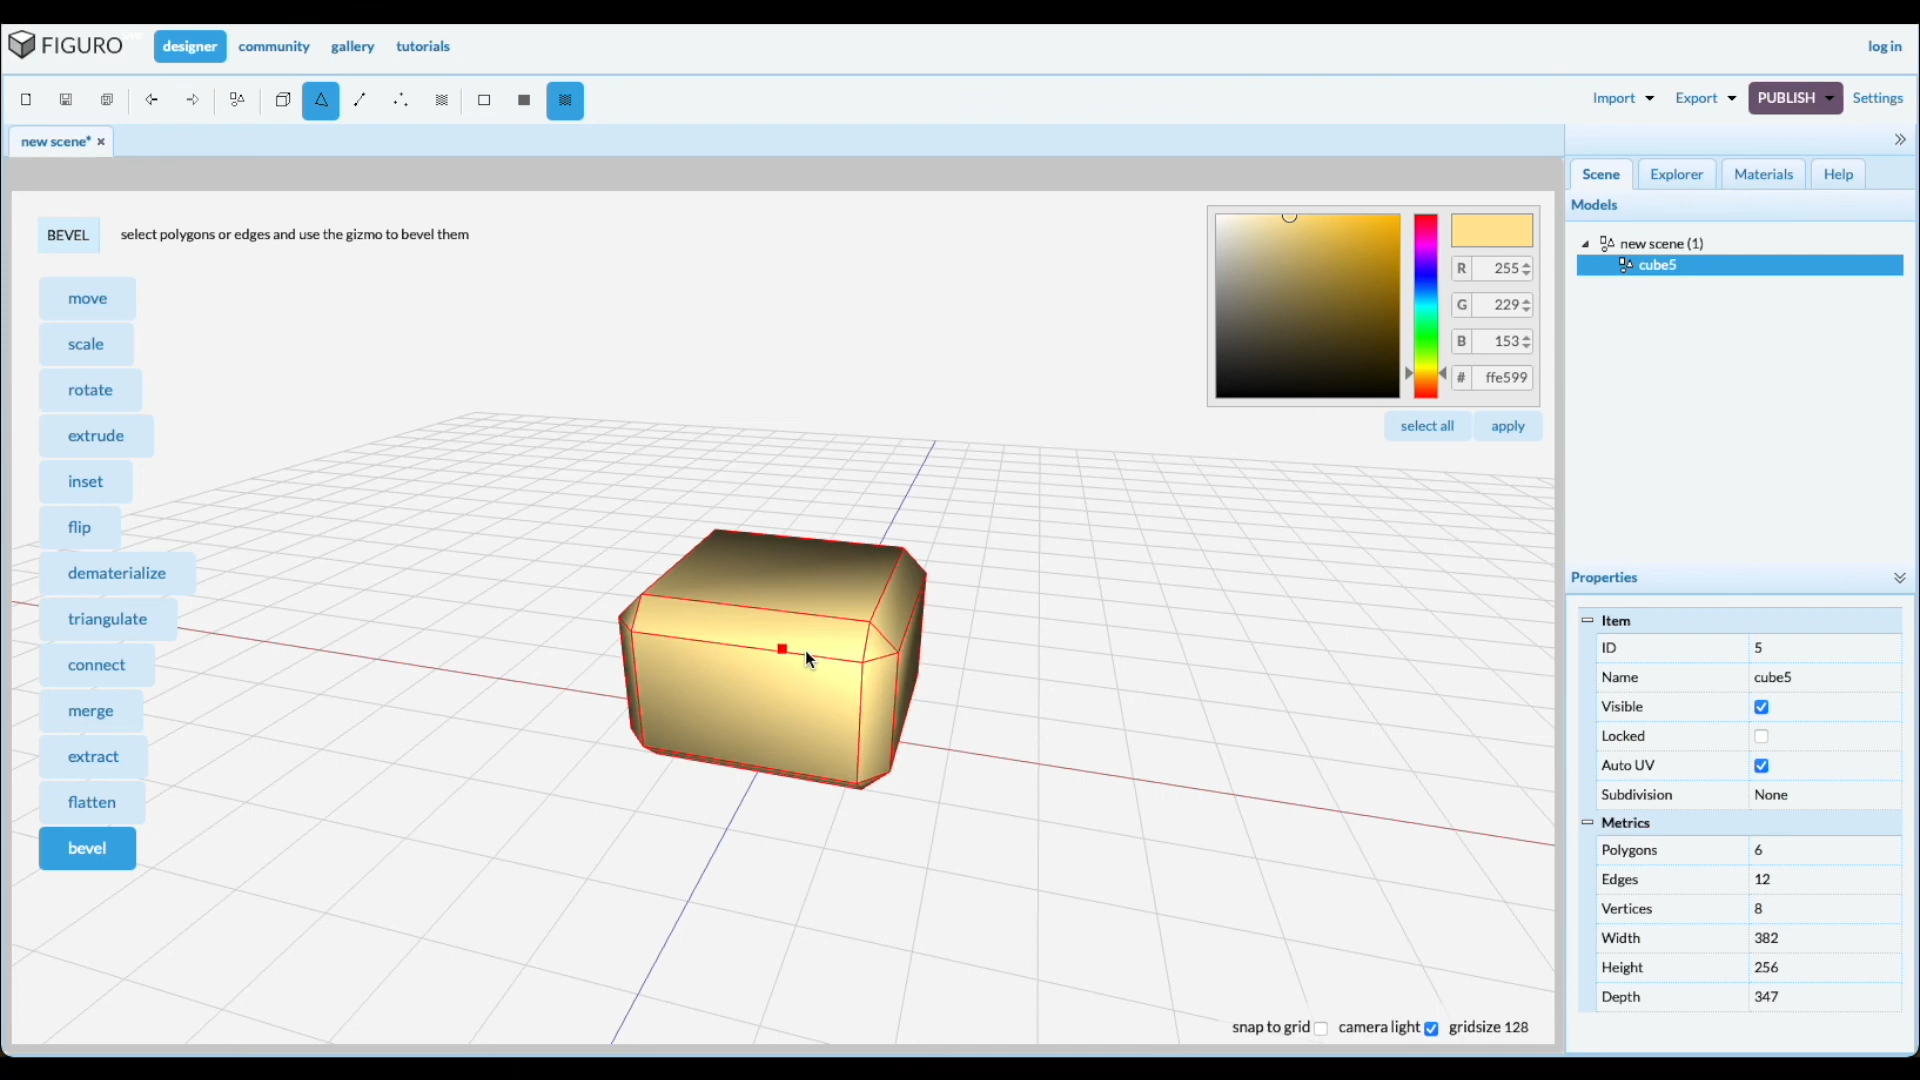 FIGURO
designer
community
gallery
tutorials
log in
Import
Export
PUBLISH
Settings
new scene*
Scene
Explorer
Materials
Help
Models
new scene (1)
cube5
BEVEL
select polygons or edges and use the gizmo to bevel them
move
scale
rotate
extrude
inset
flip
dematerialize
triangulate
connect
merge
extract
flatten
bevel
R 255
G 229
B 153
# ffe599
select all
apply
Properties
Item
ID 5
Name cube5
Visible
Locked
Auto UV
Subdivision None
Metrics
Polygons 6
Edges 12
Vertices 8
Width 382
Height 256
Depth 347
snap to grid
camera light
gridsize 128